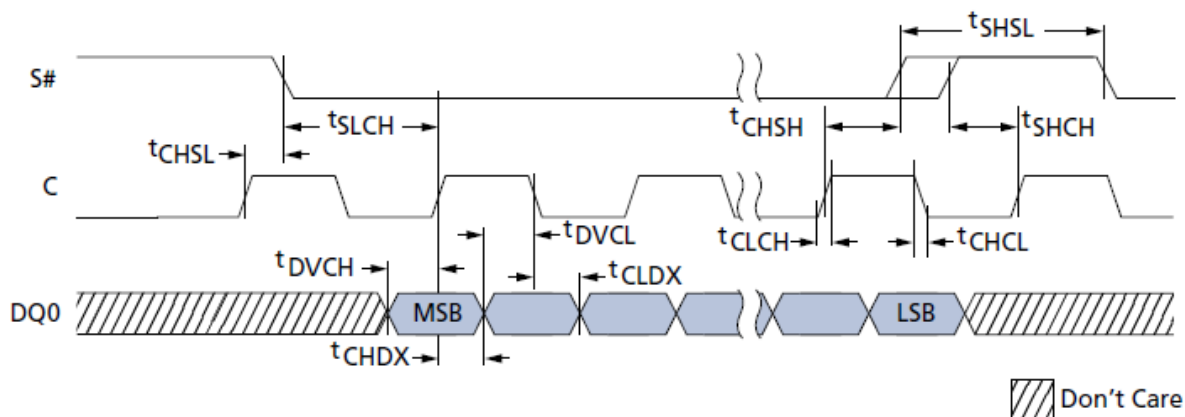 tSHSL
S#
tSLCH
tCHSH
tSHCH
tCHSL
C
tDVCL
tCLCH
tCHCL
tDVCH
tCLDX
DQ0
MSB
LSB
tCHDX
Don't Care